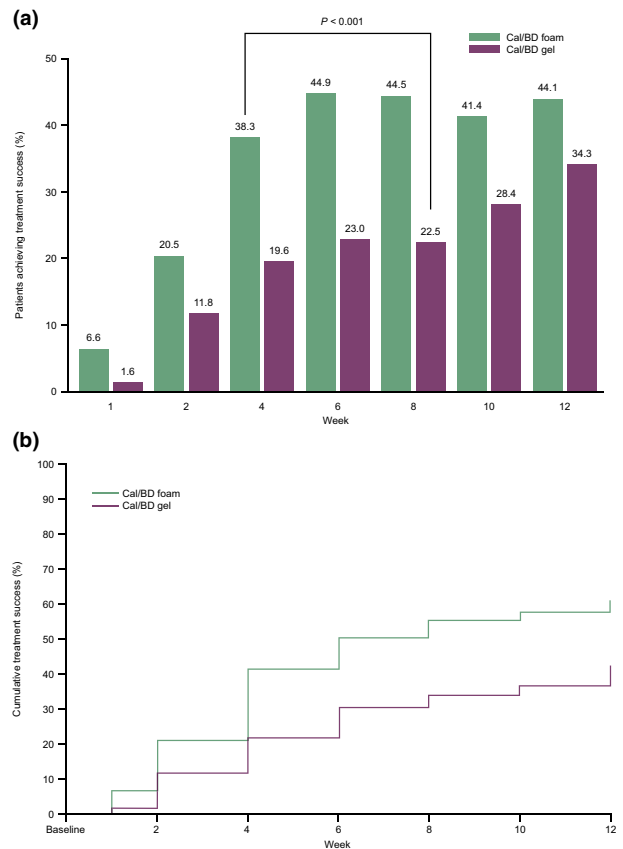 (a)
P < 0.001
Cal/BD foam
Cal/BD gel
Patients achieving treatment success (%)
50
40
30
20
10
0
6.6
1.6
20.5
11.8
38.3
19.6
44.9
23.0
44.5
22.5
41.4
28.4
44.1
34.3
1 2 4 6 8 10 12
Week
(b)
Cal/BD foam
Cal/BD gel
Cumulative treatment success (%)
100
90
80
70
60
50
40
30
20
10
0
Baseline 2 4 6 8 10 12
Week